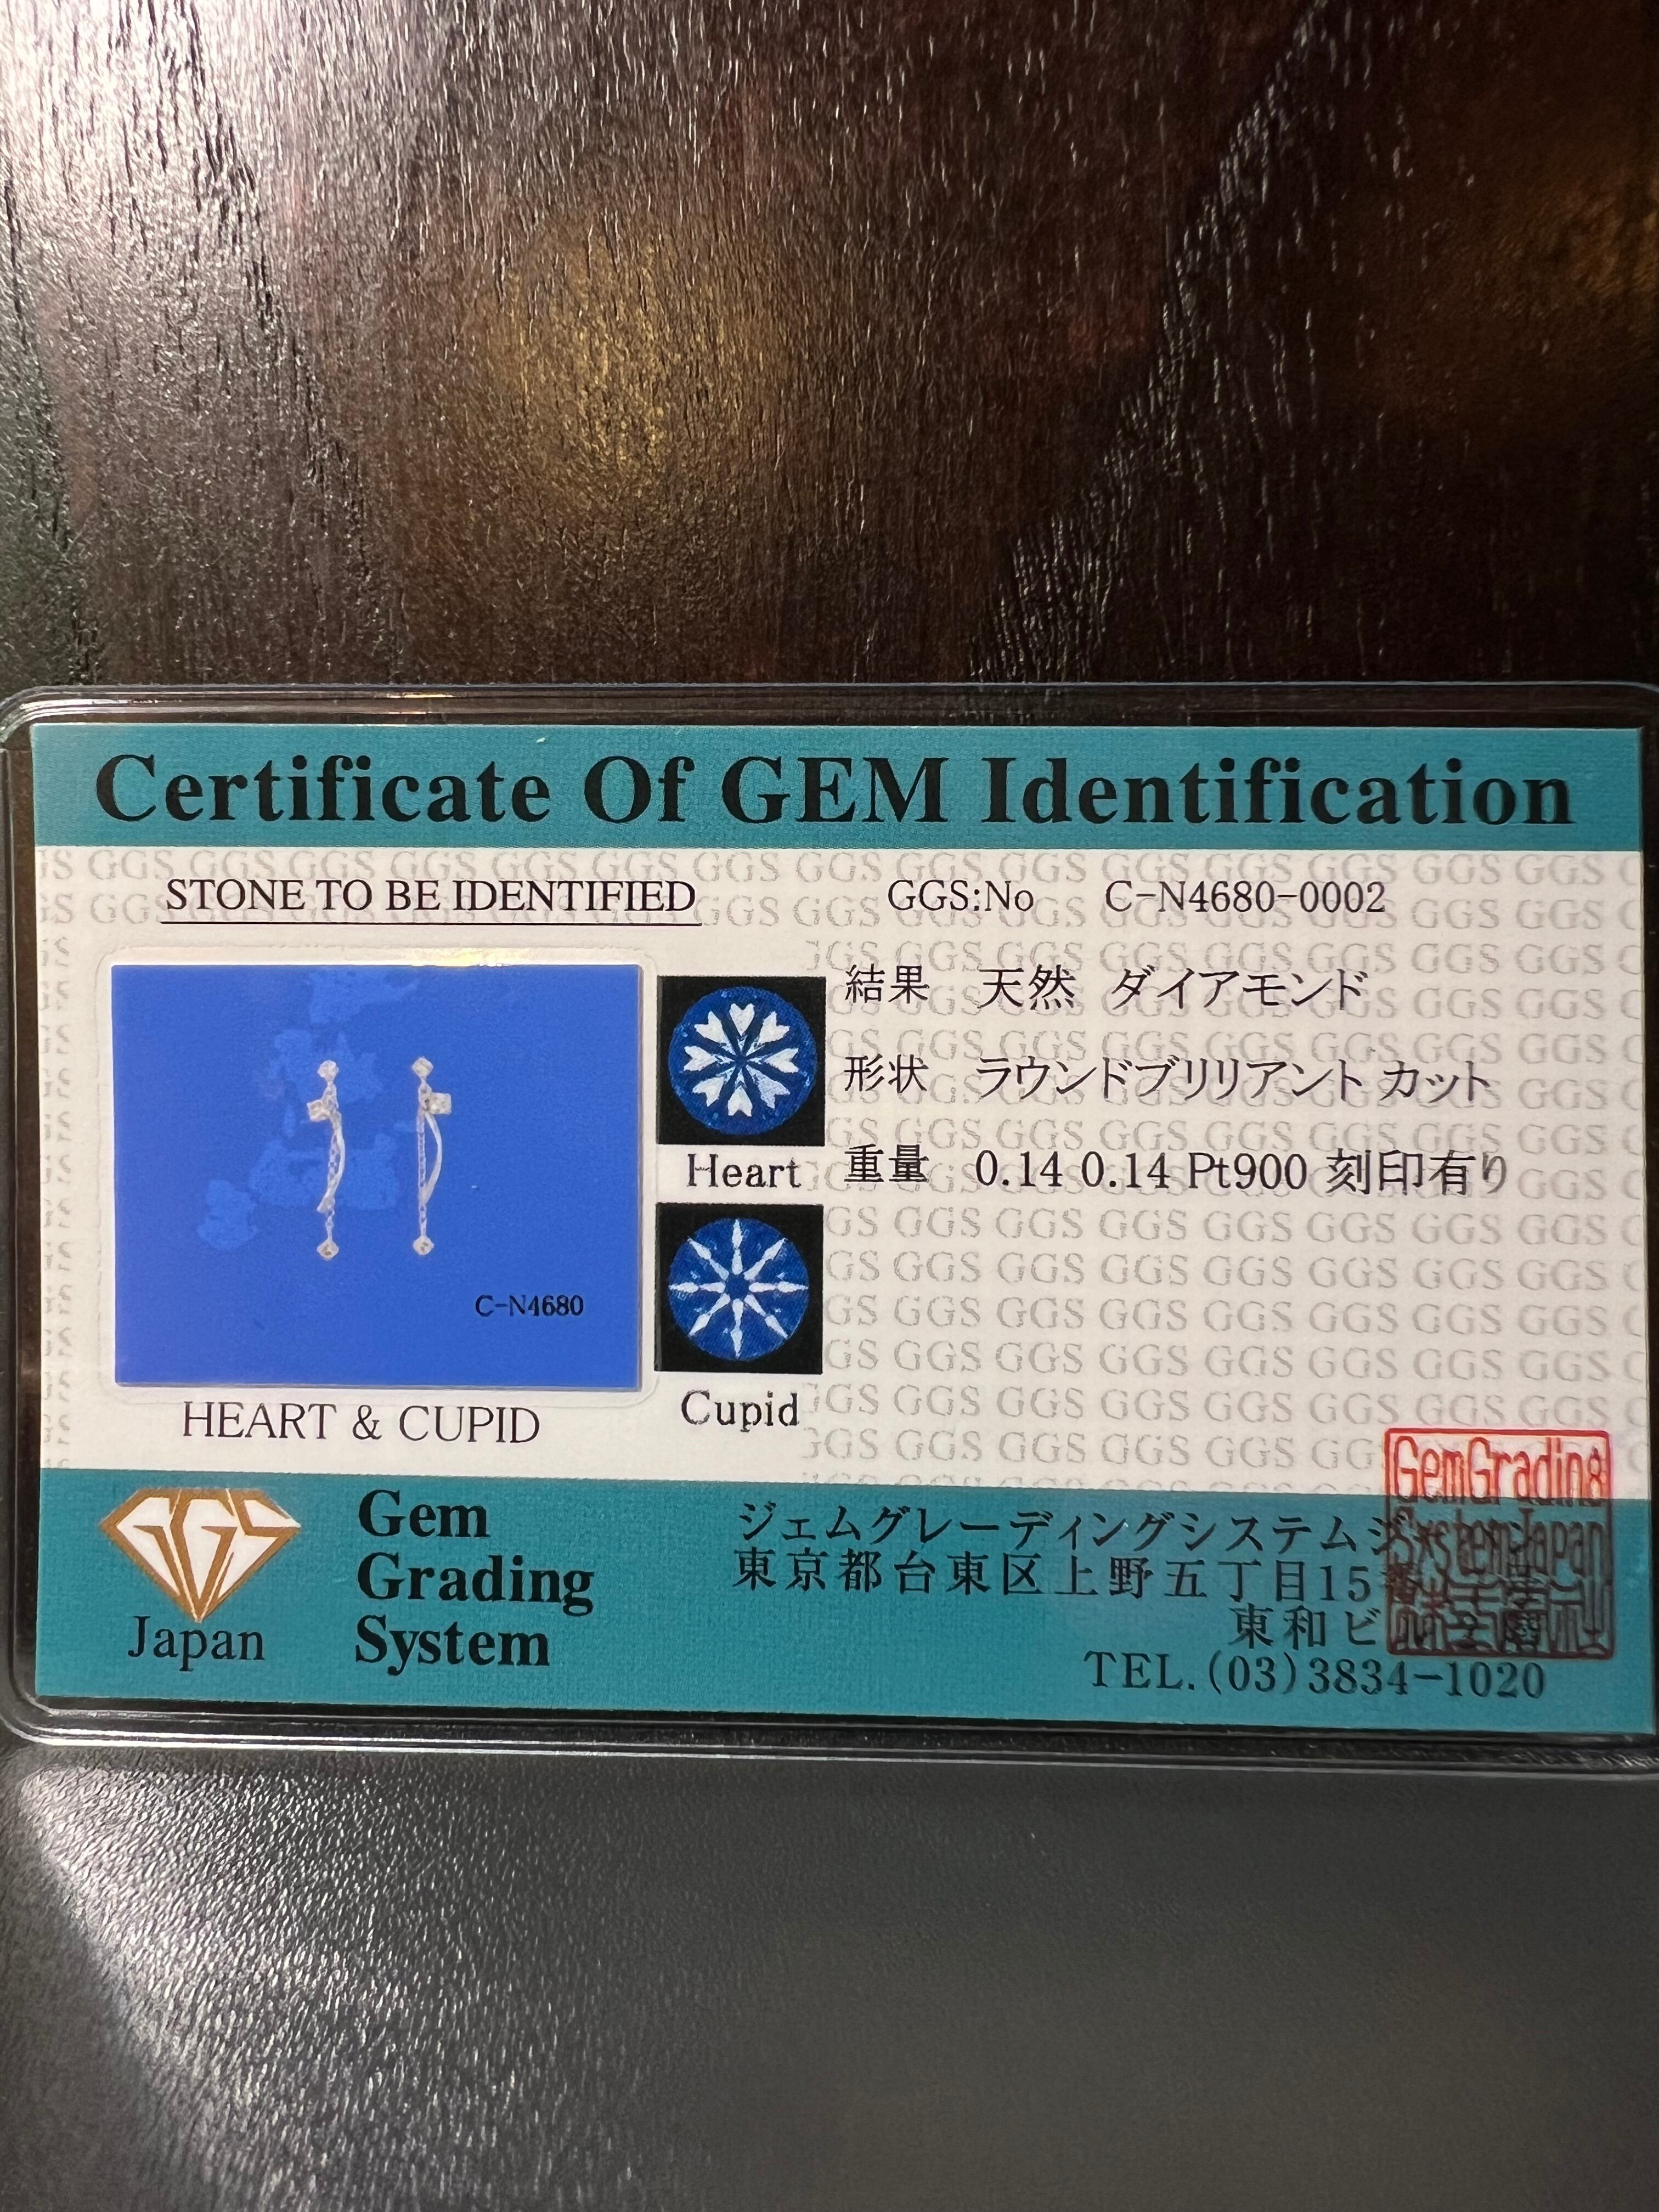 Certificate Of GEM Identification
STONE TO BE IDENTIFIED
GGS:No C-N4680-0002
結果 天然 ダイアモンド
形状 ラウンドブリリアント カット
重量 0.14 0.14 Pt900 刻印有り
Heart
Cupid
C-N4680
HEART & CUPID
GGS
Japan
Gem
Grading
System
ジェムグレーディングシステムジ
東京都台東区上野五丁目15
東和ビ
TEL.(03)3834-1020
GemGrading
SystemJapan